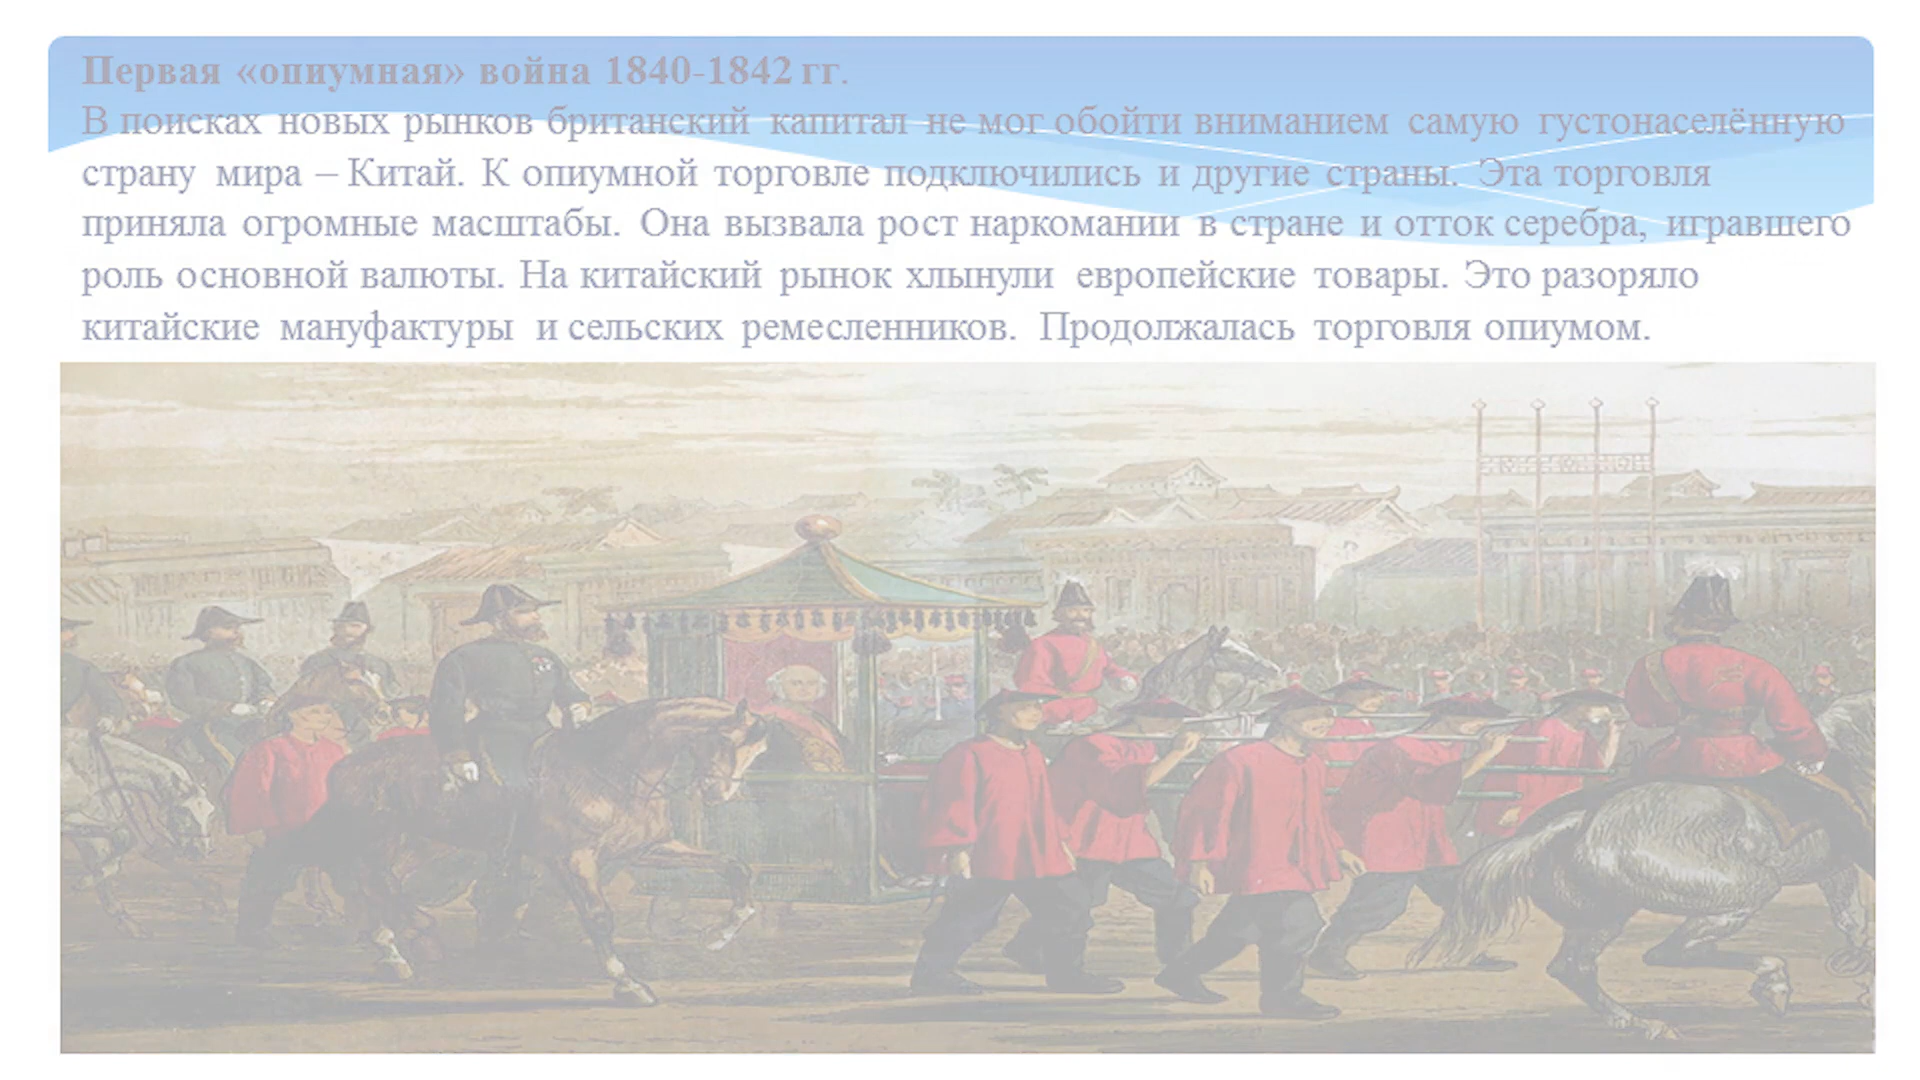 Первая «опиумная» война 1840-1842 гг.
В поисках новых рынков британский капитал не мог обойти вниманием самую густонаселённую
страну мира – Китай. К опиумной торговле подключились и другие страны. Эта торговля
приняла огромные масштабы. Она вызвала рост наркомании в стране и отток серебра, игравшего
роль основной валюты. На китайский рынок хлынули европейские товары. Это разоряло
китайские мануфактуры и сельских ремесленников. Продолжалась торговля опиумом.